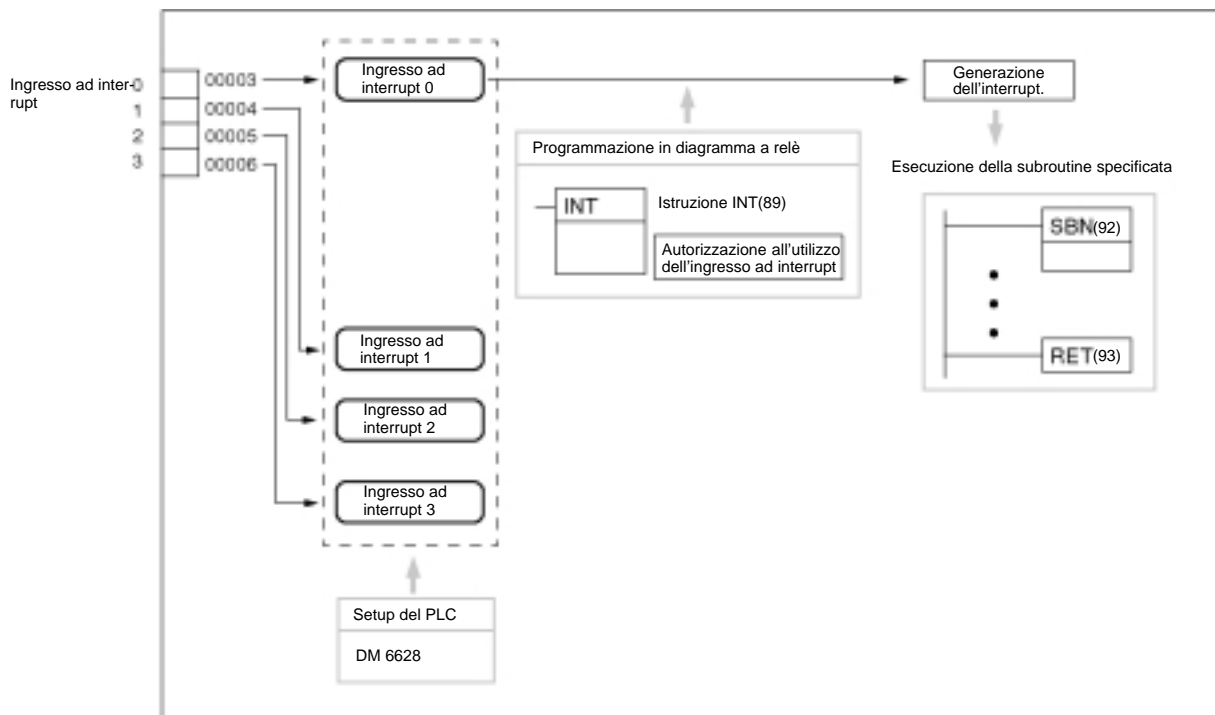 Ingresso ad inter-
rupt
0
1
2
3
00003
00004
00005
00006
Ingresso ad
interrupt 0
Ingresso ad
interrupt 1
Ingresso ad
interrupt 2
Ingresso ad
interrupt 3
Setup del PLC
DM 6628
Programmazione in diagramma a relè
INT
Istruzione INT(89)
Autorizzazione all'utilizzo
dell'ingresso ad interrupt
Generazione
dell'interrupt.
Esecuzione della subroutine specificata
SBN(92)
RET(93)